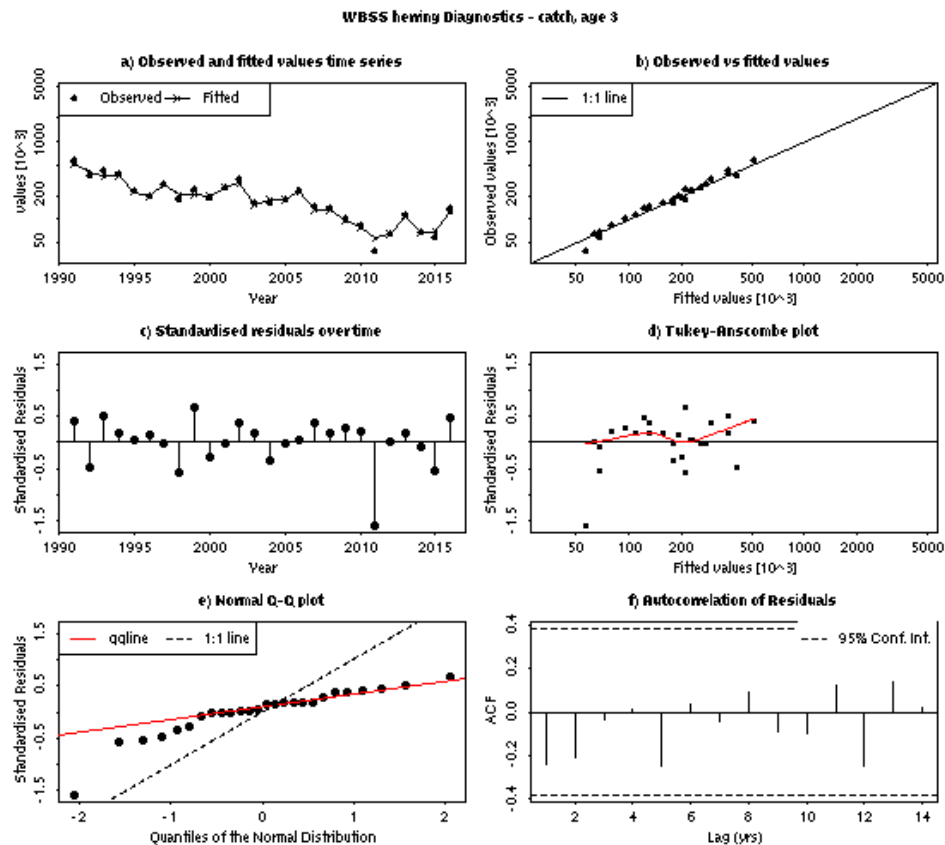 WBSS herring Diagnostics - catch, age 3
a) Observed and fitted values time series
Observed Fitted
values [10^3]
50 200 1000 5000
1990 1995 2000 2005 2010 2015
Year
b) Observed vs fitted values
1:1 line
Observed values [10^3]
50 200 1000 5000
50 100 200 500 1000 2000 5000
Fitted values [10^3]
c) Standardised residuals over time
Standardised Residuals
-1.5 -0.5 0.5 1.5
1990 1995 2000 2005 2010 2015
Year
d) Tukey-Anscombe plot
Standardised Residuals
-1.5 -0.5 0.5 1.5
50 100 200 500 1000 2000 5000
Fitted values [10^3]
e) Normal Q-Q plot
qqline 1:1 line
Standardised Residuals
-1.5 -0.5 0.5 1.5
-2 -1 0 1 2
Quantiles of the Normal Distribution
f) Autocorrelation of Residuals
95% Conf. Int.
ACF
-0.4 -0.2 0.0 0.2 0.4
2 4 6 8 10 12 14
Lag (yrs)